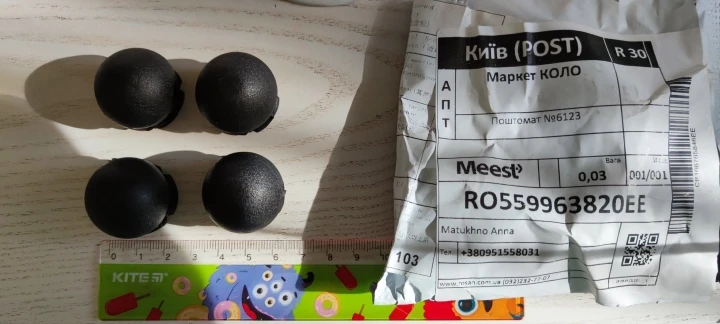 Київ (POST)
R 30
Маркет КОЛО
А П Т
Поштомат №6123
Meest
Вага
0,03
001/001
RO559963820EE
Matukhno Anna
Тел. +380951558031
103
0 1 2 3 4 5 6 7 8 9 10
KITE